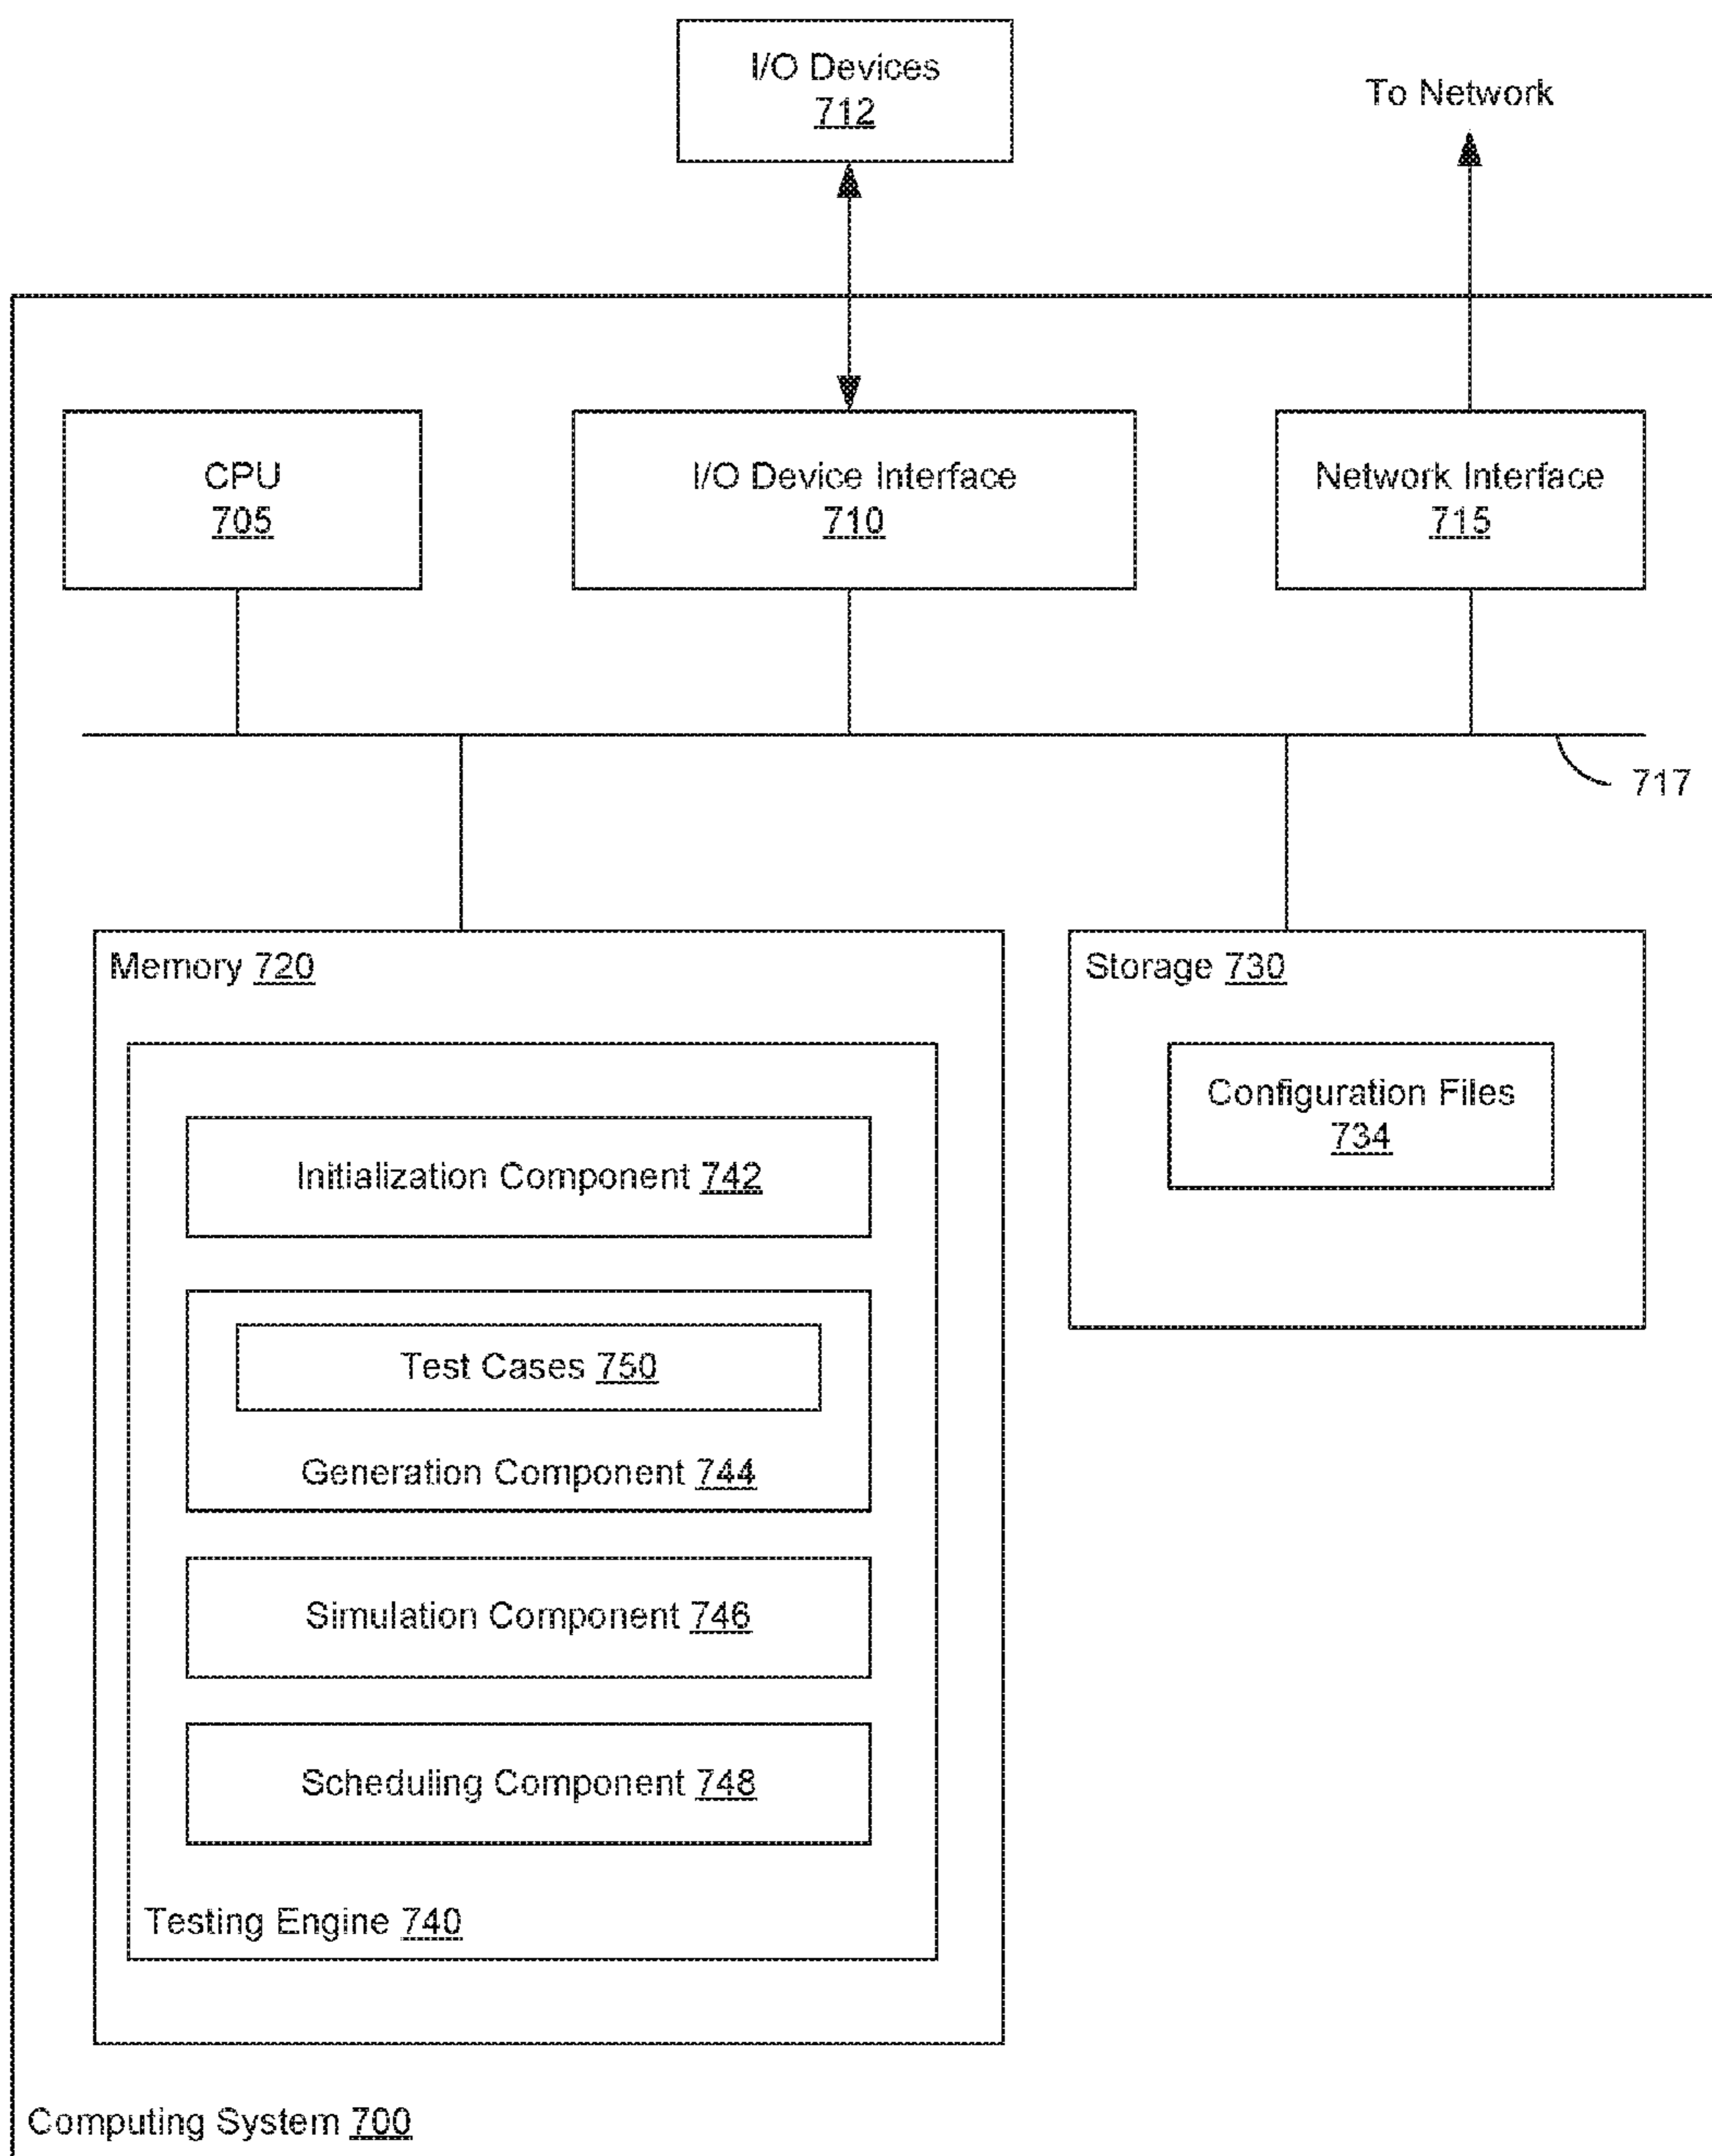 I/O Devices
712
To Network
CPU
705
I/O Device Interface
710
Network Interface
715
717
Memory 720
Storage 730
Configuration Files
734
Initialization Component 742
Test Cases 750
Generation Component 744
Simulation Component 746
Scheduling Component 748
Testing Engine 740
Computing System 700